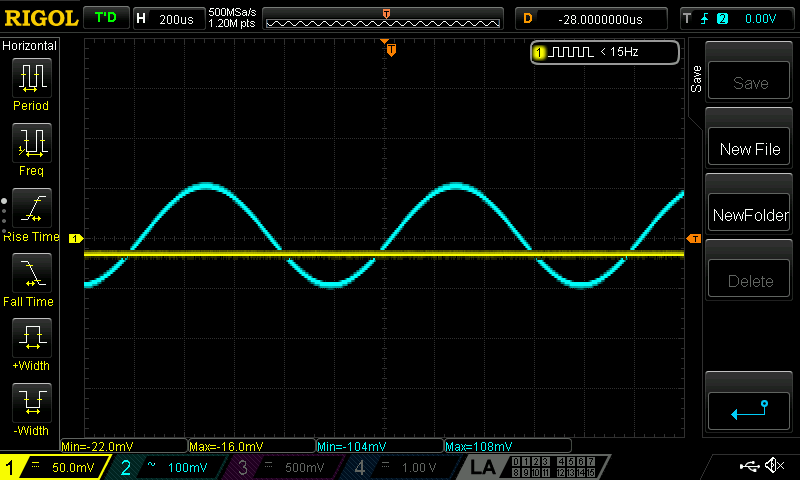 RIGOL T'D H 200us 500MSa/s 1.20M pts T D -28.0000000us T 2 0.00V
Horizontal
1 < 15Hz
T
Save
Save
Period
New File
Freq
NewFolder
Rise Time
1
T
Delete
Fall Time
+Width
-Width
Min=-22.0mV Max=-16.0mV Min=-104mV Max=108mV
1 = 50.0mV 2 ~ 100mV 3 = 500mV 4 = 1.00 V LA 0 1 2 3 4 5 6 7
8 9 10 11 12 13 14 15